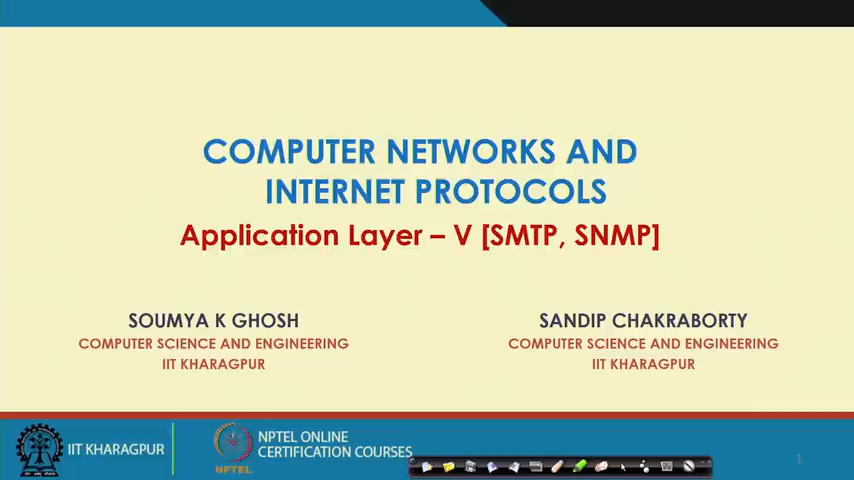 COMPUTER NETWORKS AND
INTERNET PROTOCOLS
Application Layer – V [SMTP, SNMP]
SOUMYA K GHOSH
COMPUTER SCIENCE AND ENGINEERING
IIT KHARAGPUR
SANDIP CHAKRABORTY
COMPUTER SCIENCE AND ENGINEERING
IIT KHARAGPUR
IIT KHARAGPUR
NPTEL
NPTEL ONLINE
CERTIFICATION COURSES
1